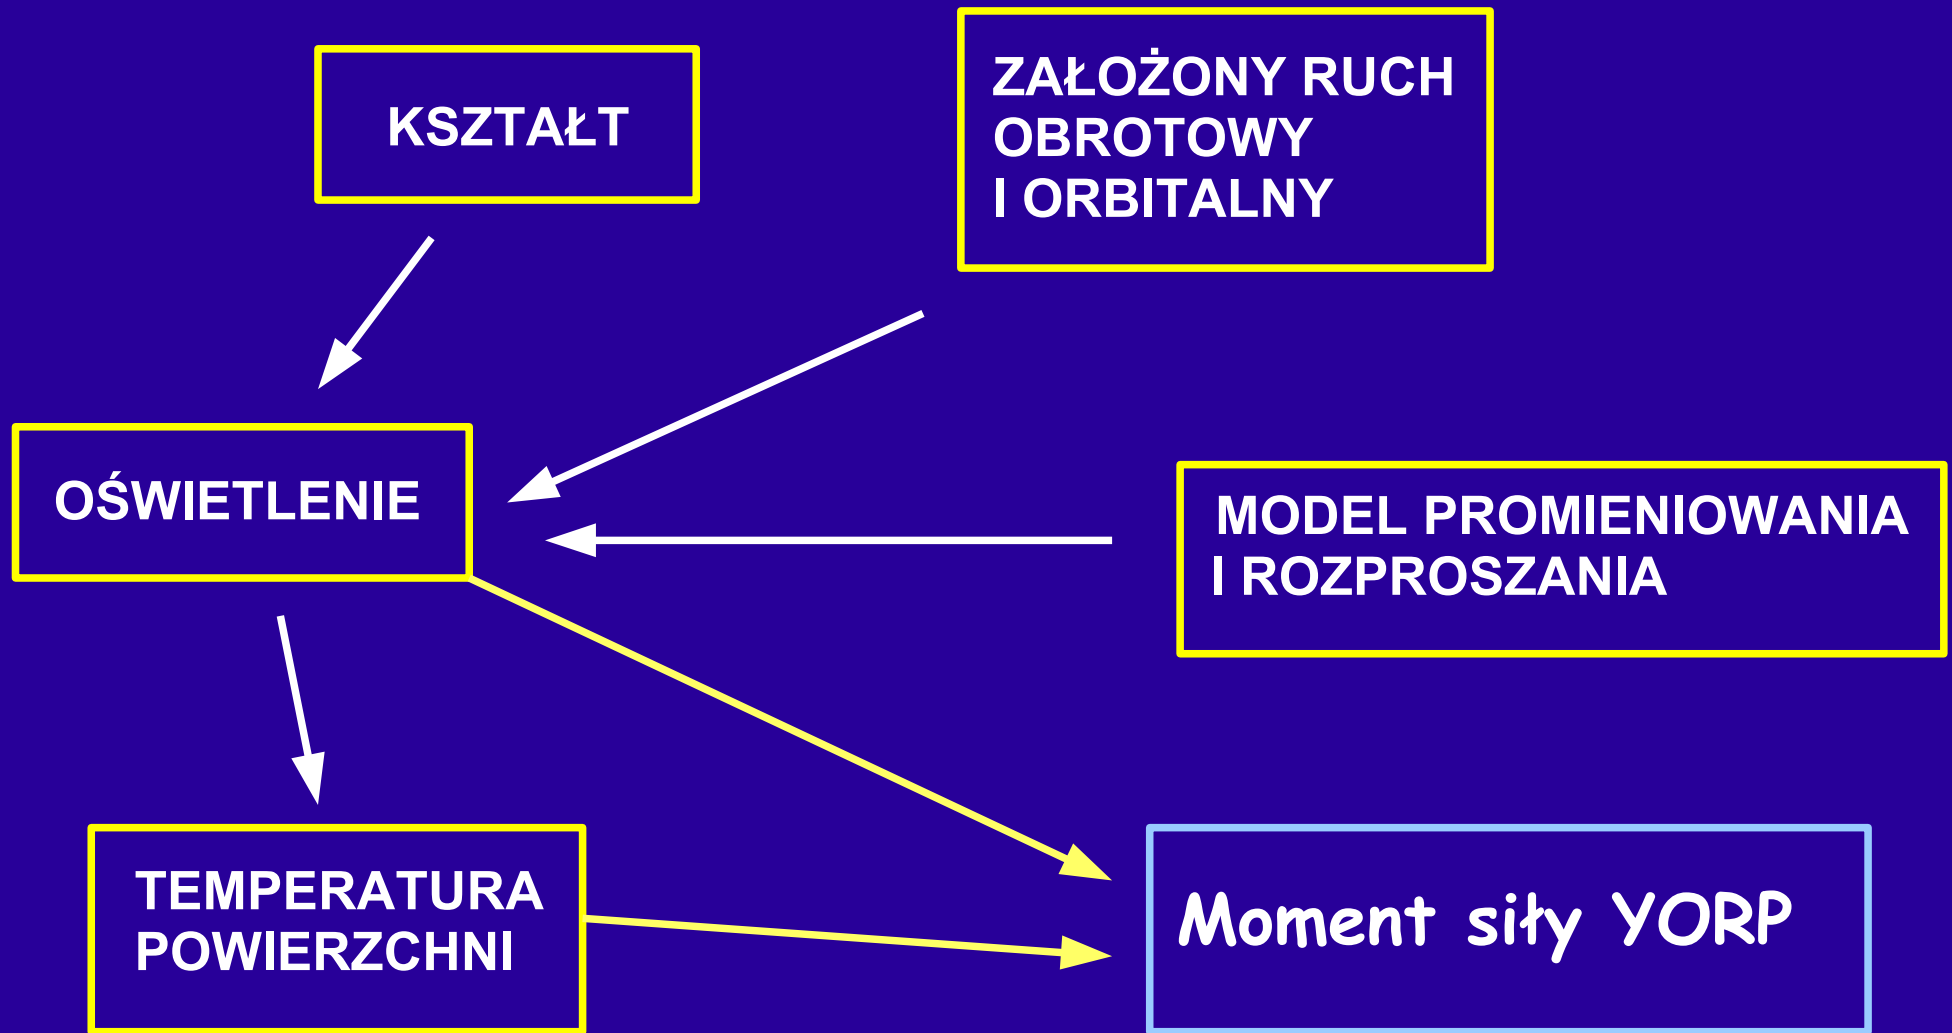 KSZTAŁT
ZAŁOŻONY RUCH
OBROTOWY
I ORBITALNY
OŚWIETLENIE
MODEL PROMIENIOWANIA
I ROZPROSZANIA
TEMPERATURA
POWIERZCHNI
Moment siły YORP